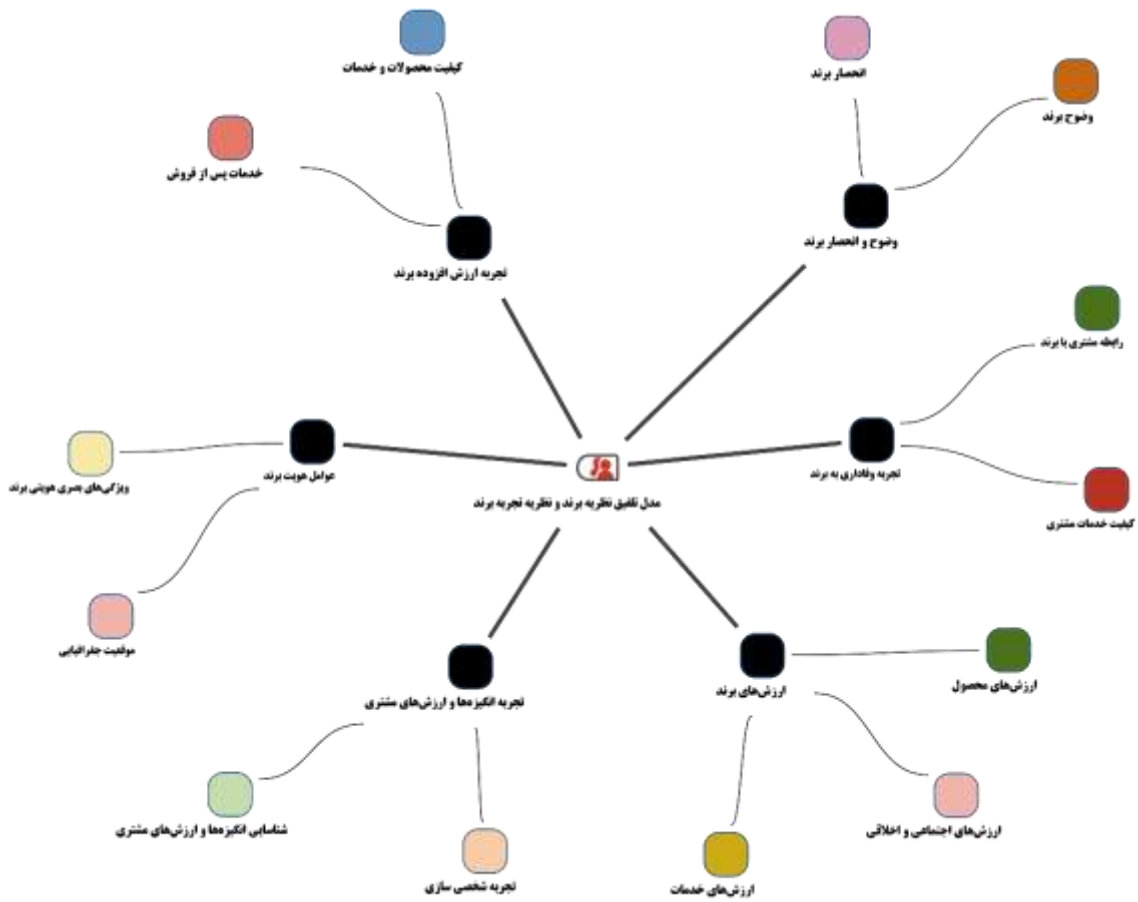 کیفیت محصولات و خدمات
انحصار برند
وضوح برند
خدمات پس از فروش
وضوح و انحصار برند
تجربه ارزش افزوده برند
رابطه مشتری با برند
تجربه وفاداری به برند
عوامل هویت برند
ویژگی‌های بصری هویتی برند
مدل تلفیق نظریه برند و نظریه تجربه برند
کیفیت خدمات مشتری
موقعیت جغرافیایی
ارزش‌های محصول
ارزش‌های برند
تجربه انگیزه‌ها و ارزش‌های مشتری
شناسایی انگیزه‌ها و ارزش‌های مشتری
ارزش‌های اجتماعی و اخلاقی
تجربه شخصی سازی
ارزش‌های خدمات